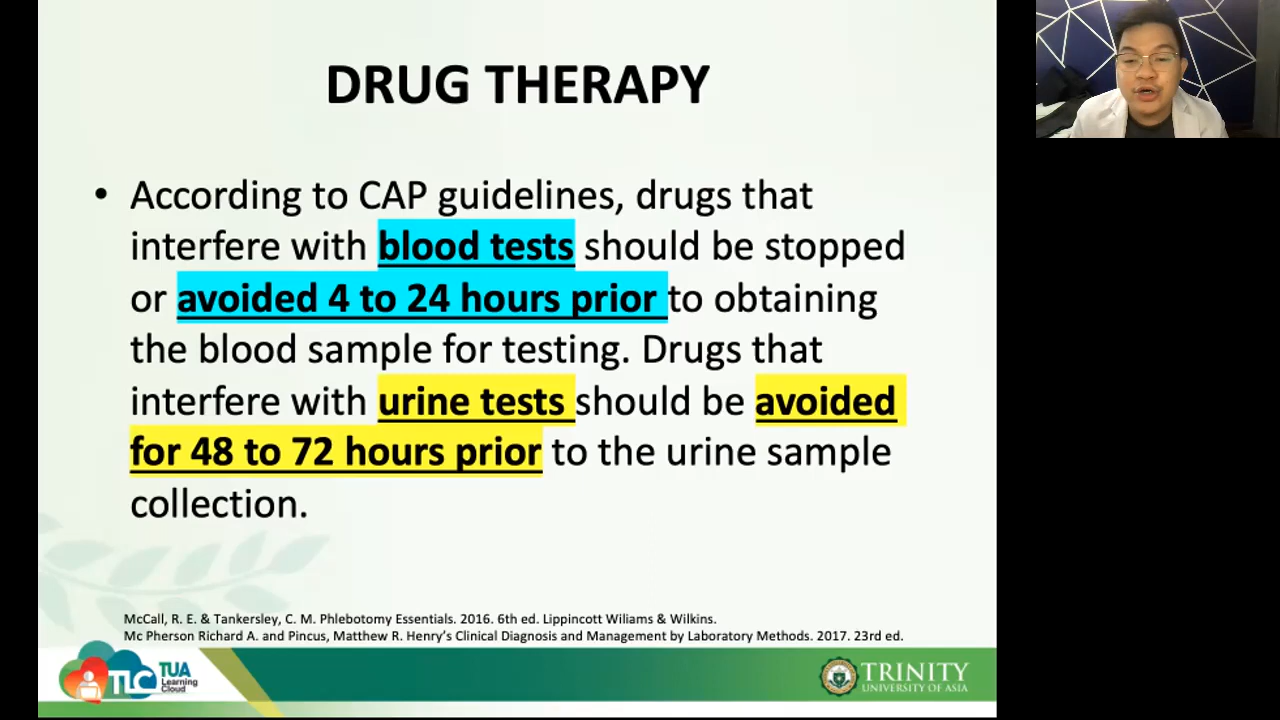 DRUG THERAPY
• According to CAP guidelines, drugs that
interfere with blood tests should be stopped
or avoided 4 to 24 hours prior to obtaining
the blood sample for testing. Drugs that
interfere with urine tests should be avoided
for 48 to 72 hours prior to the urine sample
collection.
McCall, R. E. & Tankersley, C. M. Phlebotomy Essentials. 2016. 6th ed. Lippincott Wiliams & Wilkins.
Mc Pherson Richard A. and Pincus, Matthew R. Henry's Clinical Diagnosis and Management by Laboratory Methods. 2017. 23rd ed.
TLC
TUA
Learning
Cloud
TRINITY
UNIVERSITY OF ASIA